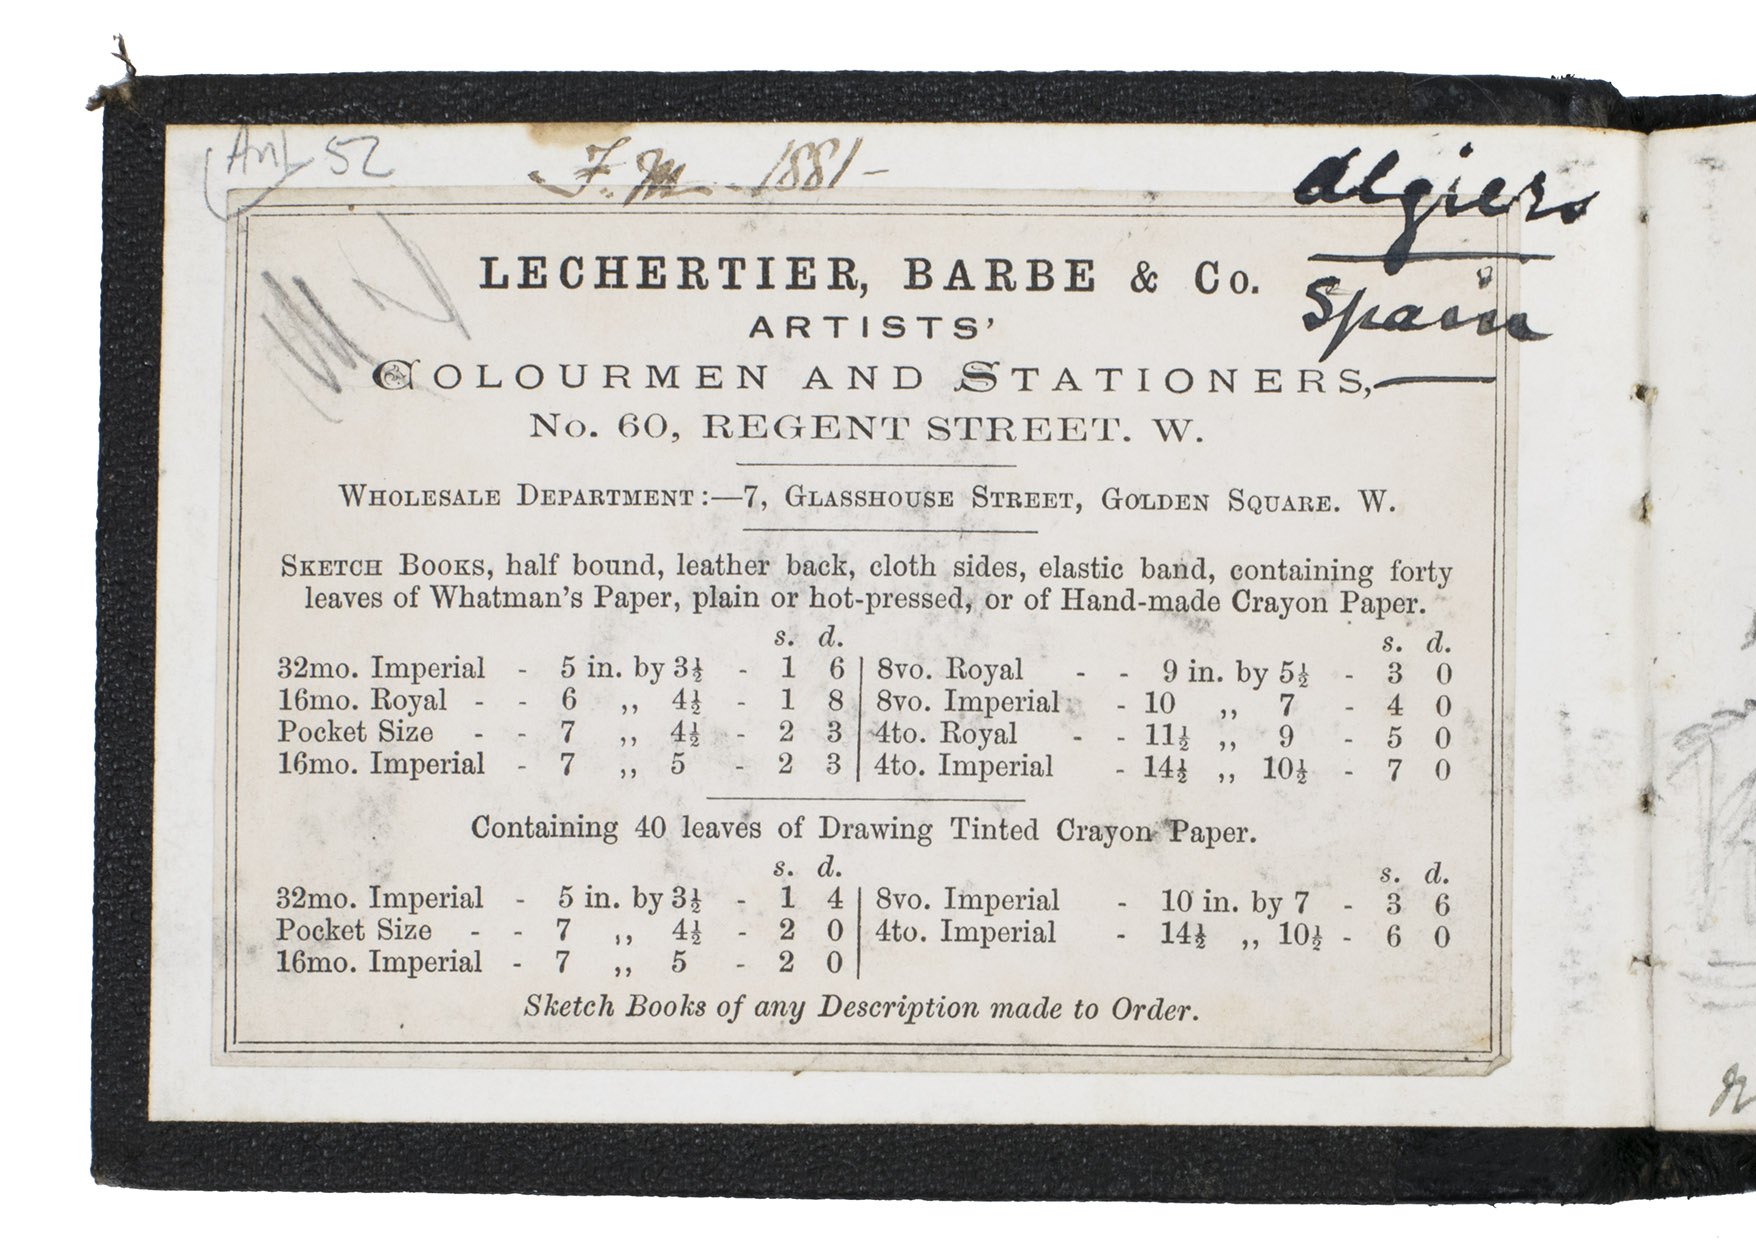 52
F. M. 1881-
Algiers
Spain
LECHERTIER, BARBE & Co.
ARTISTS'
COLOURMEN AND STATIONERS,
No. 60, REGENT STREET. W.
WHOLESALE DEPARTMENT:—7, GLASSHOUSE STREET, GOLDEN SQUARE. W.
SKETCH BOOKS, half bound, leather back, cloth sides, elastic band, containing forty
leaves of Whatman's Paper, plain or hot-pressed, or of Hand-made Crayon Paper.
s. d. s. d.
32mo. Imperial - 5 in. by 3½ - 1 6 | 8vo. Royal - - 9 in. by 5½ - 3 0
16mo. Royal - - 6 ,, 4½ - 1 8 | 8vo. Imperial - 10 ,, 7 - 4 0
Pocket Size - - 7 ,, 4½ - 2 3 | 4to. Royal - - 11½ ,, 9 - 5 0
16mo. Imperial - 7 ,, 5 - 2 3 | 4to. Imperial - 14½ ,, 10½ - 7 0
Containing 40 leaves of Drawing Tinted Crayon Paper.
s. d. s. d.
32mo. Imperial - 5 in. by 3½ - 1 4 | 8vo. Imperial - 10 in. by 7 - 3 6
Pocket Size - - 7 ,, 4½ - 2 0 | 4to. Imperial - 14½ ,, 10½ - 6 0
16mo. Imperial - 7 ,, 5 - 2 0 |
Sketch Books of any Description made to Order.